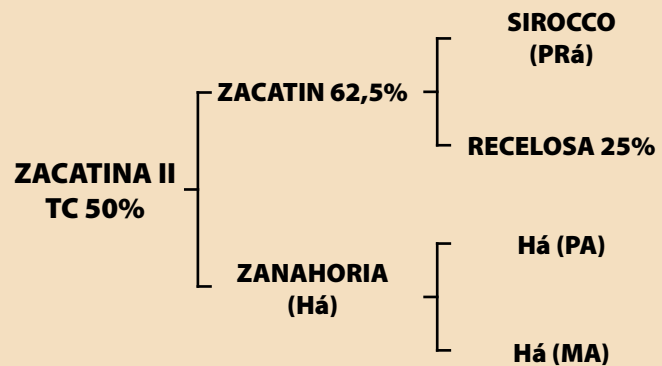 SIROCCO
(PRá)
ZACATIN 62,5%
RECELOSA 25%
ZACATINA II
TC 50%
Há (PA)
ZANAHORIA
(Há)
Há (MA)